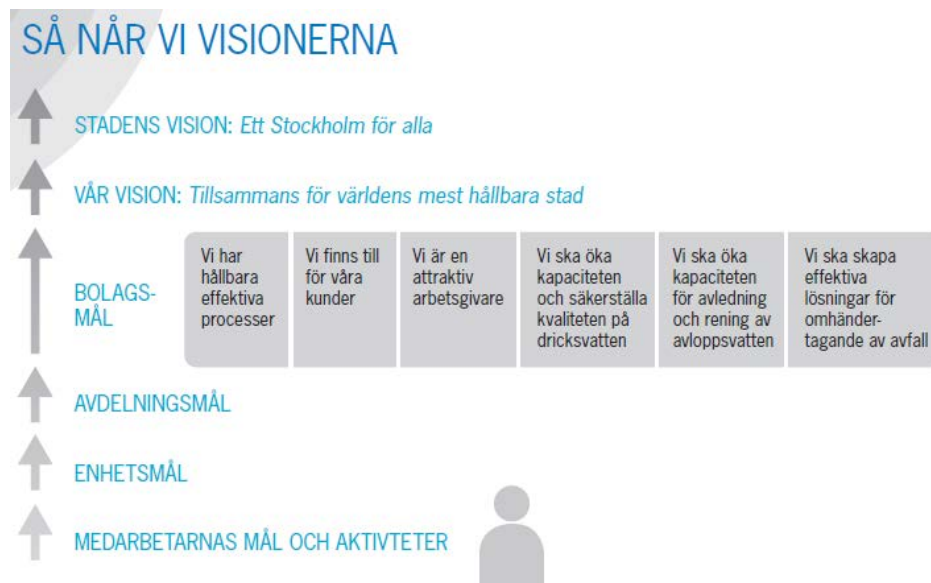 SÅ NÅR VI VISIONERNA
STADENS VISION: Ett Stockholm för alla
VÅR VISION: Tillsammans för världens mest hållbara stad
BOLAGS-
MÅL
Vi har
hållbara
effektiva
processer
Vi finns till
för våra
kunder
Vi är en
attraktiv
arbetsgivare
Vi ska öka
kapaciteten
och säkerställa
kvaliteten på
dricksvatten
Vi ska öka
kapaciteten
för avledning
och rening av
avloppsvatten
Vi ska skapa
effektiva
lösningar för
omhänder-
tagande av avfall
AVDELNINGSMÅL
ENHETSMÅL
MEDARBETARNAS MÅL OCH AKTIVTETER